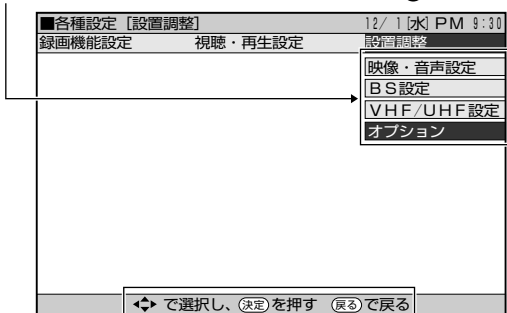 ■各種設定［設置調整］ 12/ 1[水] PM 9:30
録画機能設定 視聴・再生設定 設置調整
映像・音声設定
BS設定
VHF/UHF設定
オプション
で選択し、決定を押す 戻るで戻る